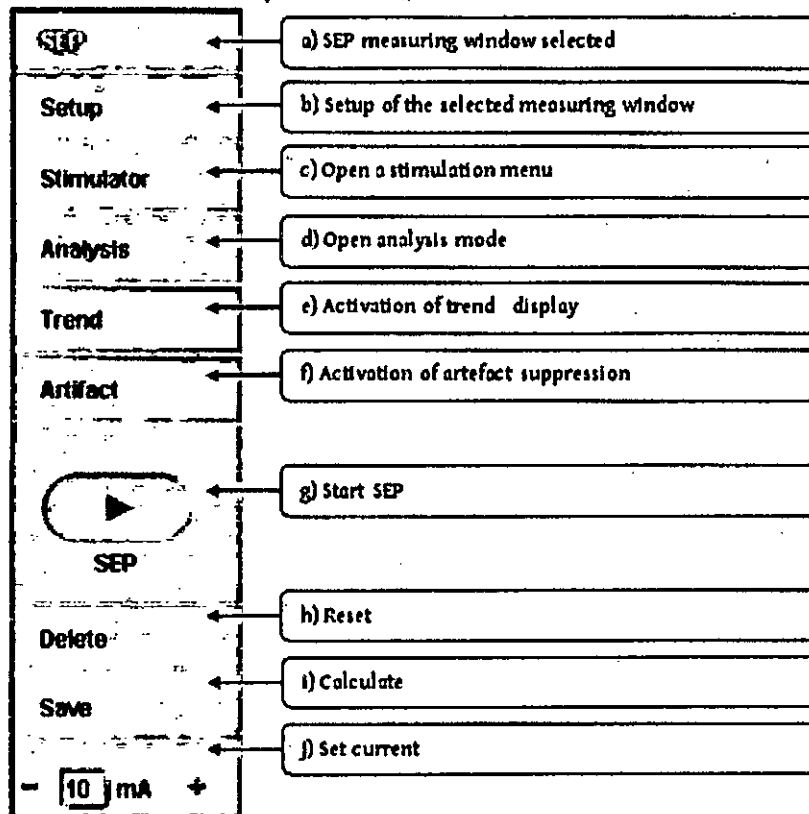 SEP
a) SEP measuring window selected
Setup
b) Setup of the selected measuring window
Stimulator
c) Open a stimulation menu
Analysis
d) Open analysis mode
Trend
e) Activation of trend display
Artifact
f) Activation of artefact suppression
g) Start SEP
SEP
Delete
h) Reset
Save
i) Calculate
j) Set current
- 10 mA +